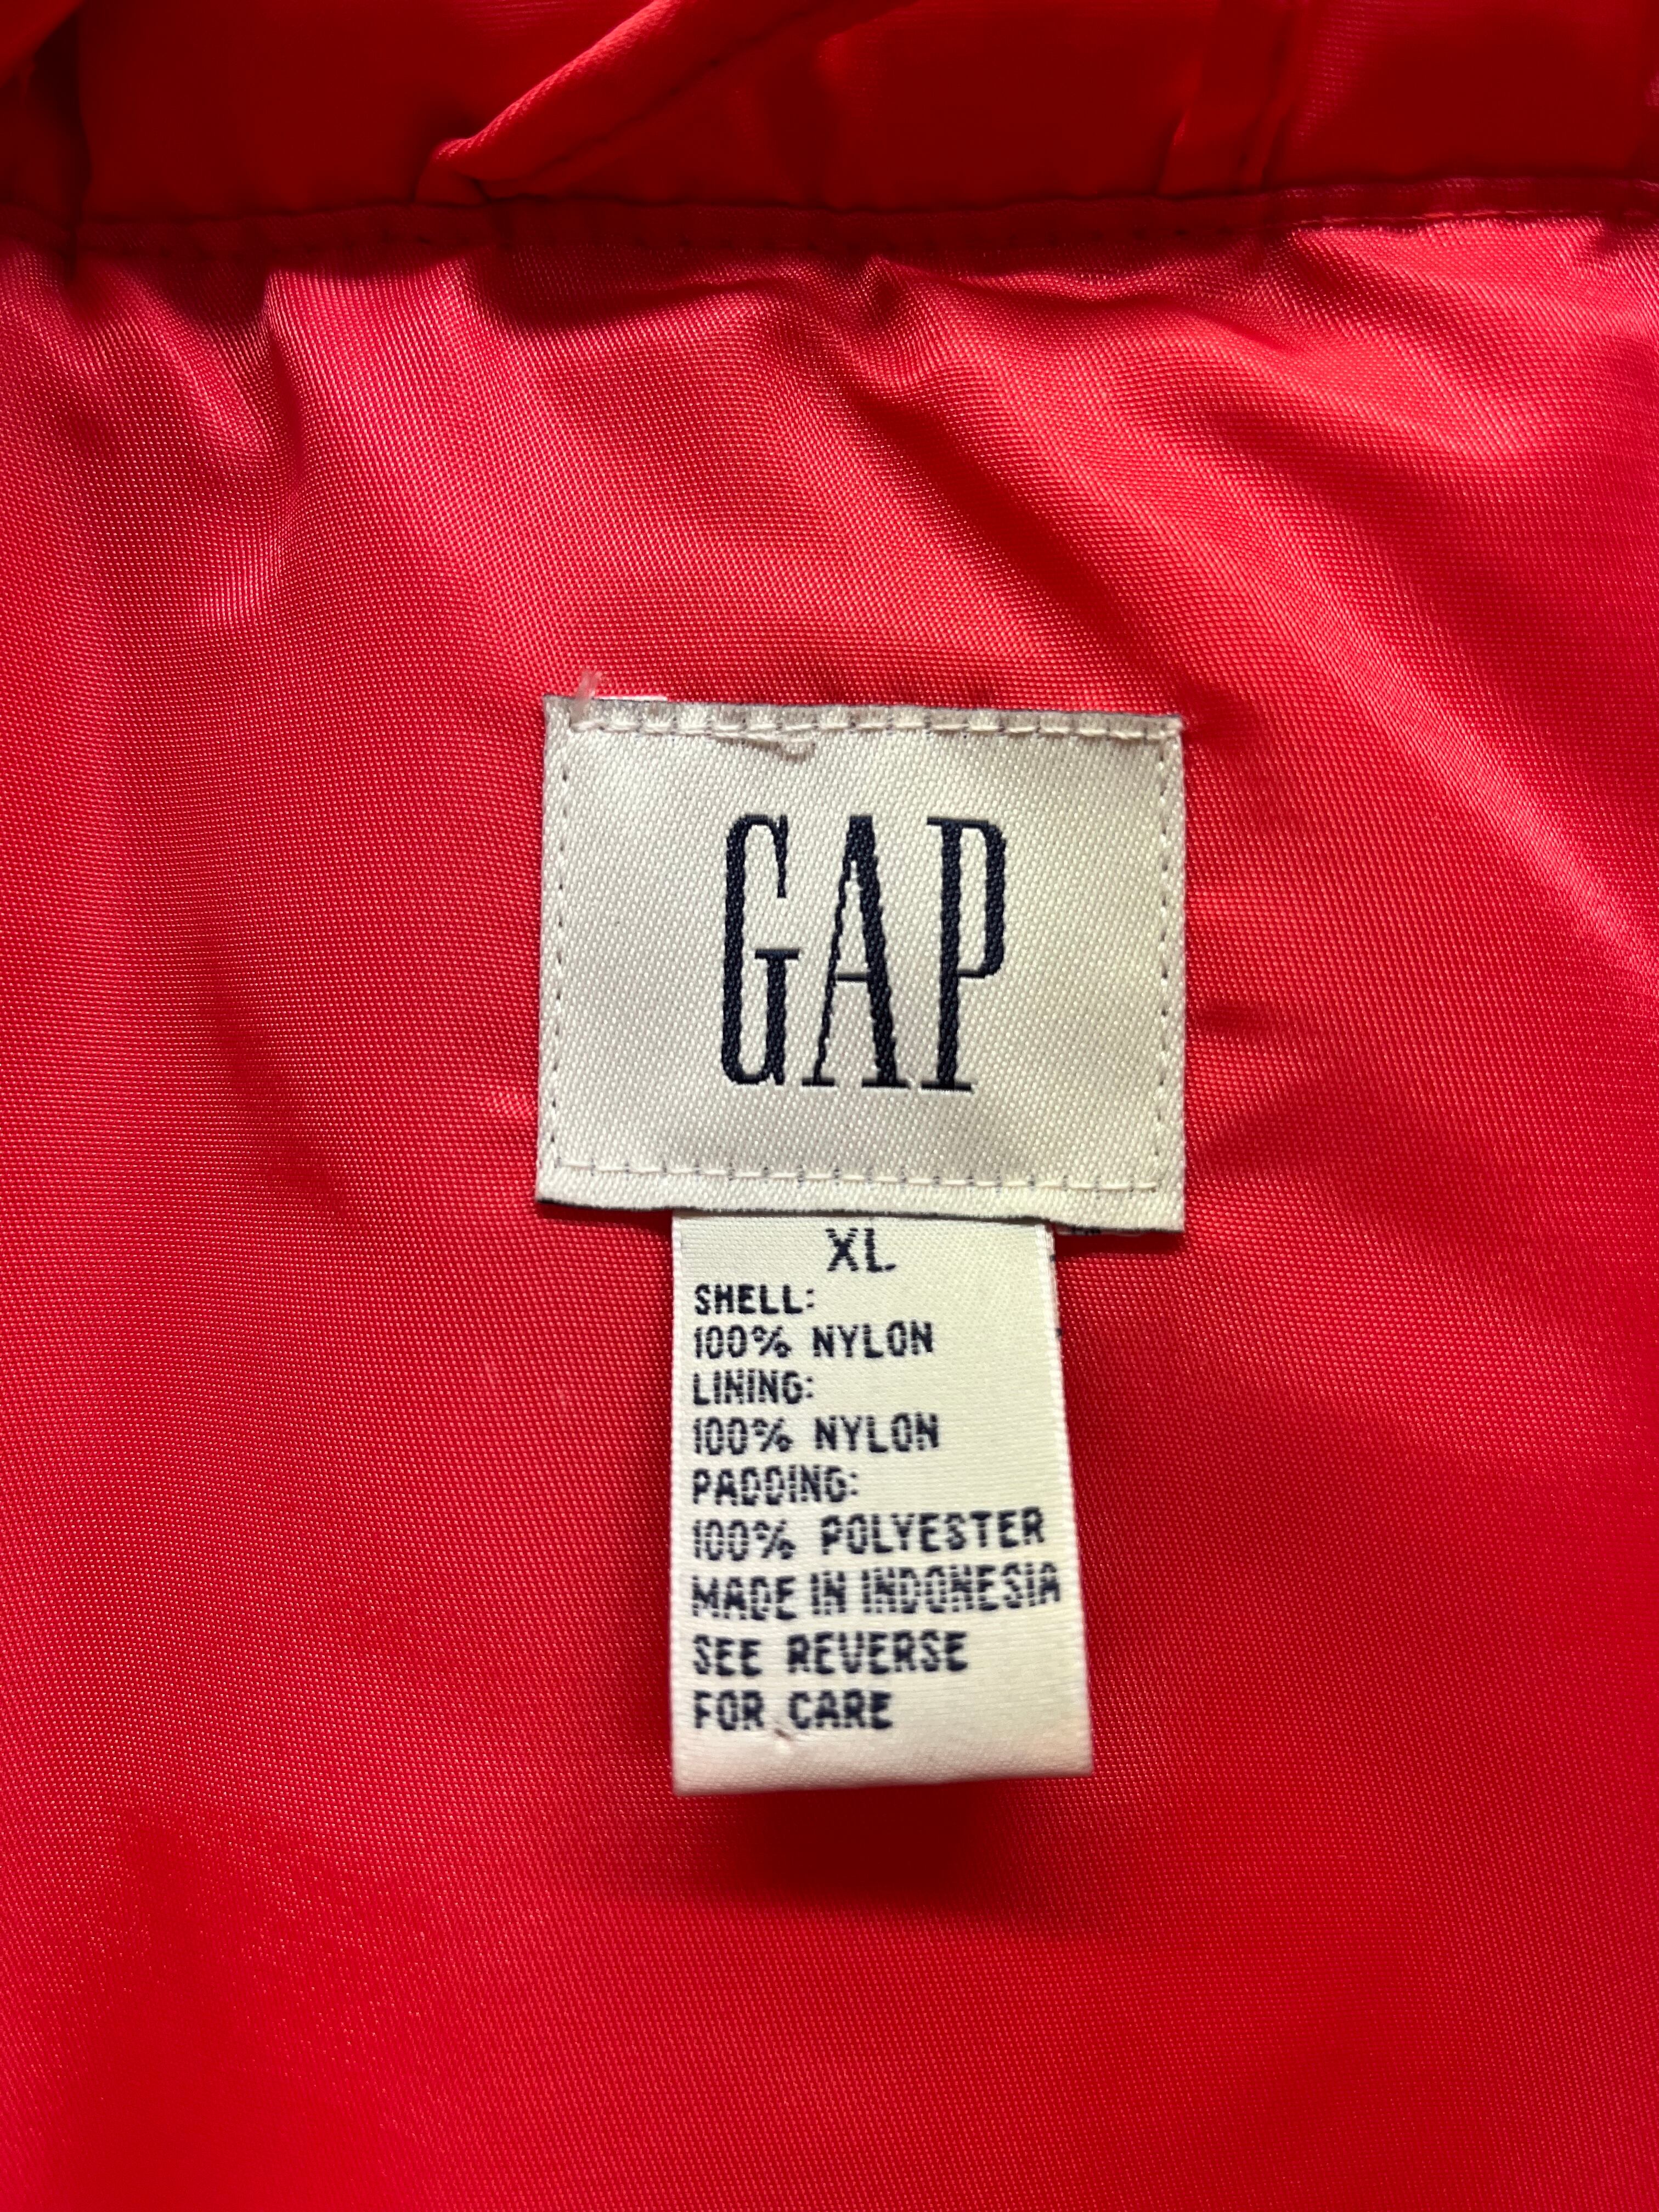 GAP
XL
SHELL:
100% NYLON
LINING:
100% NYLON
PADDING:
100% POLYESTER
MADE IN INDONESIA
SEE REVERSE
FOR CARE